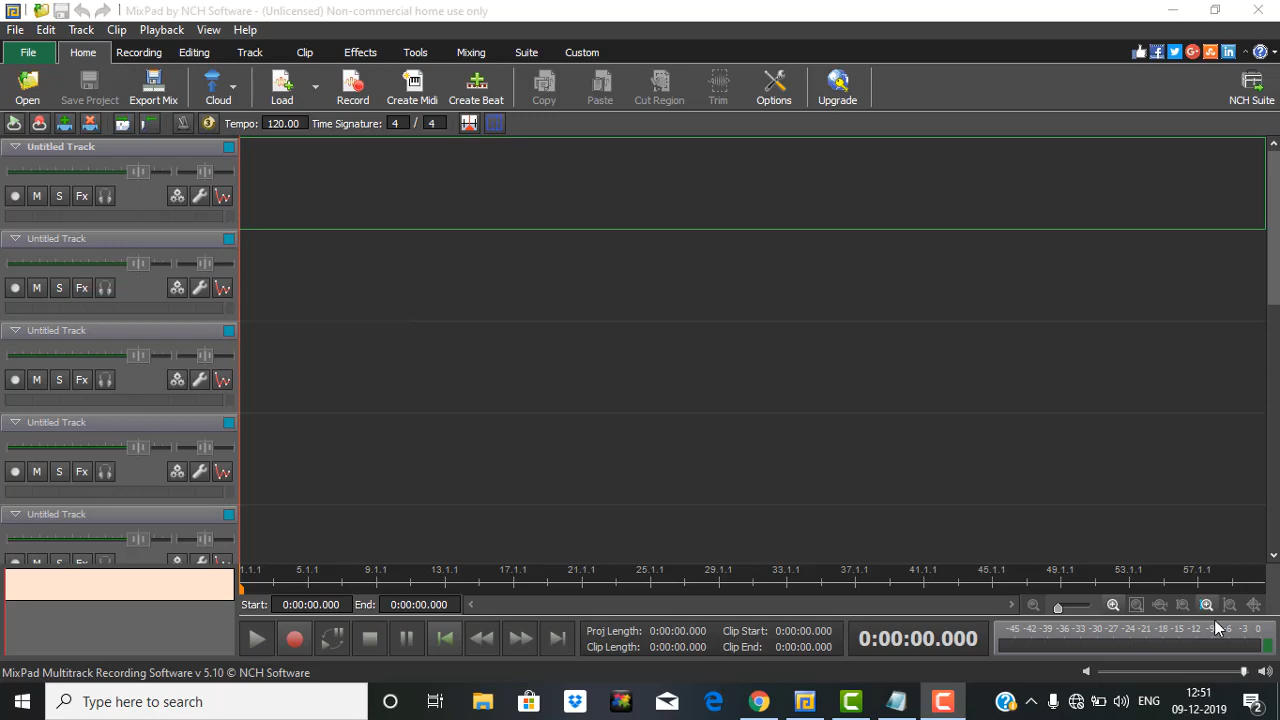 MixPad by NCH Software - (Unlicensed) Non-commercial home use only
File Edit Track Clip Playback View Help
File Home Recording Editing Track Clip Effects Tools Mixing Suite Custom
Open Save Project Export Mix Cloud Load Record Create Midi Create Beat Copy Paste Cut Region Trim Options Upgrade NCH Suite
Tempo: 120.00 Time Signature: 4 / 4
Untitled Track
M S Fx
Untitled Track
M S Fx
Untitled Track
M S Fx
Untitled Track
M S Fx
Untitled Track
1.1.1 5.1.1 9.1.1 13.1.1 17.1.1 21.1.1 25.1.1 29.1.1 33.1.1 37.1.1 41.1.1 45.1.1 49.1.1 53.1.1 57.1.1
Start: 0:00:00.000 End: 0:00:00.000
Proj Length: 0:00:00.000 Clip Start: 0:00:00.000
Clip Length: 0:00:00.000 Clip End: 0:00:00.000
0:00:00.000
-45 -42 -39 -36 -33 -30 -27 -24 -21 -18 -15 -12 -9 -6 -3 0
MixPad Multitrack Recording Software v 5.10 © NCH Software
Type here to search
ENG
12:51
09-12-2019
2